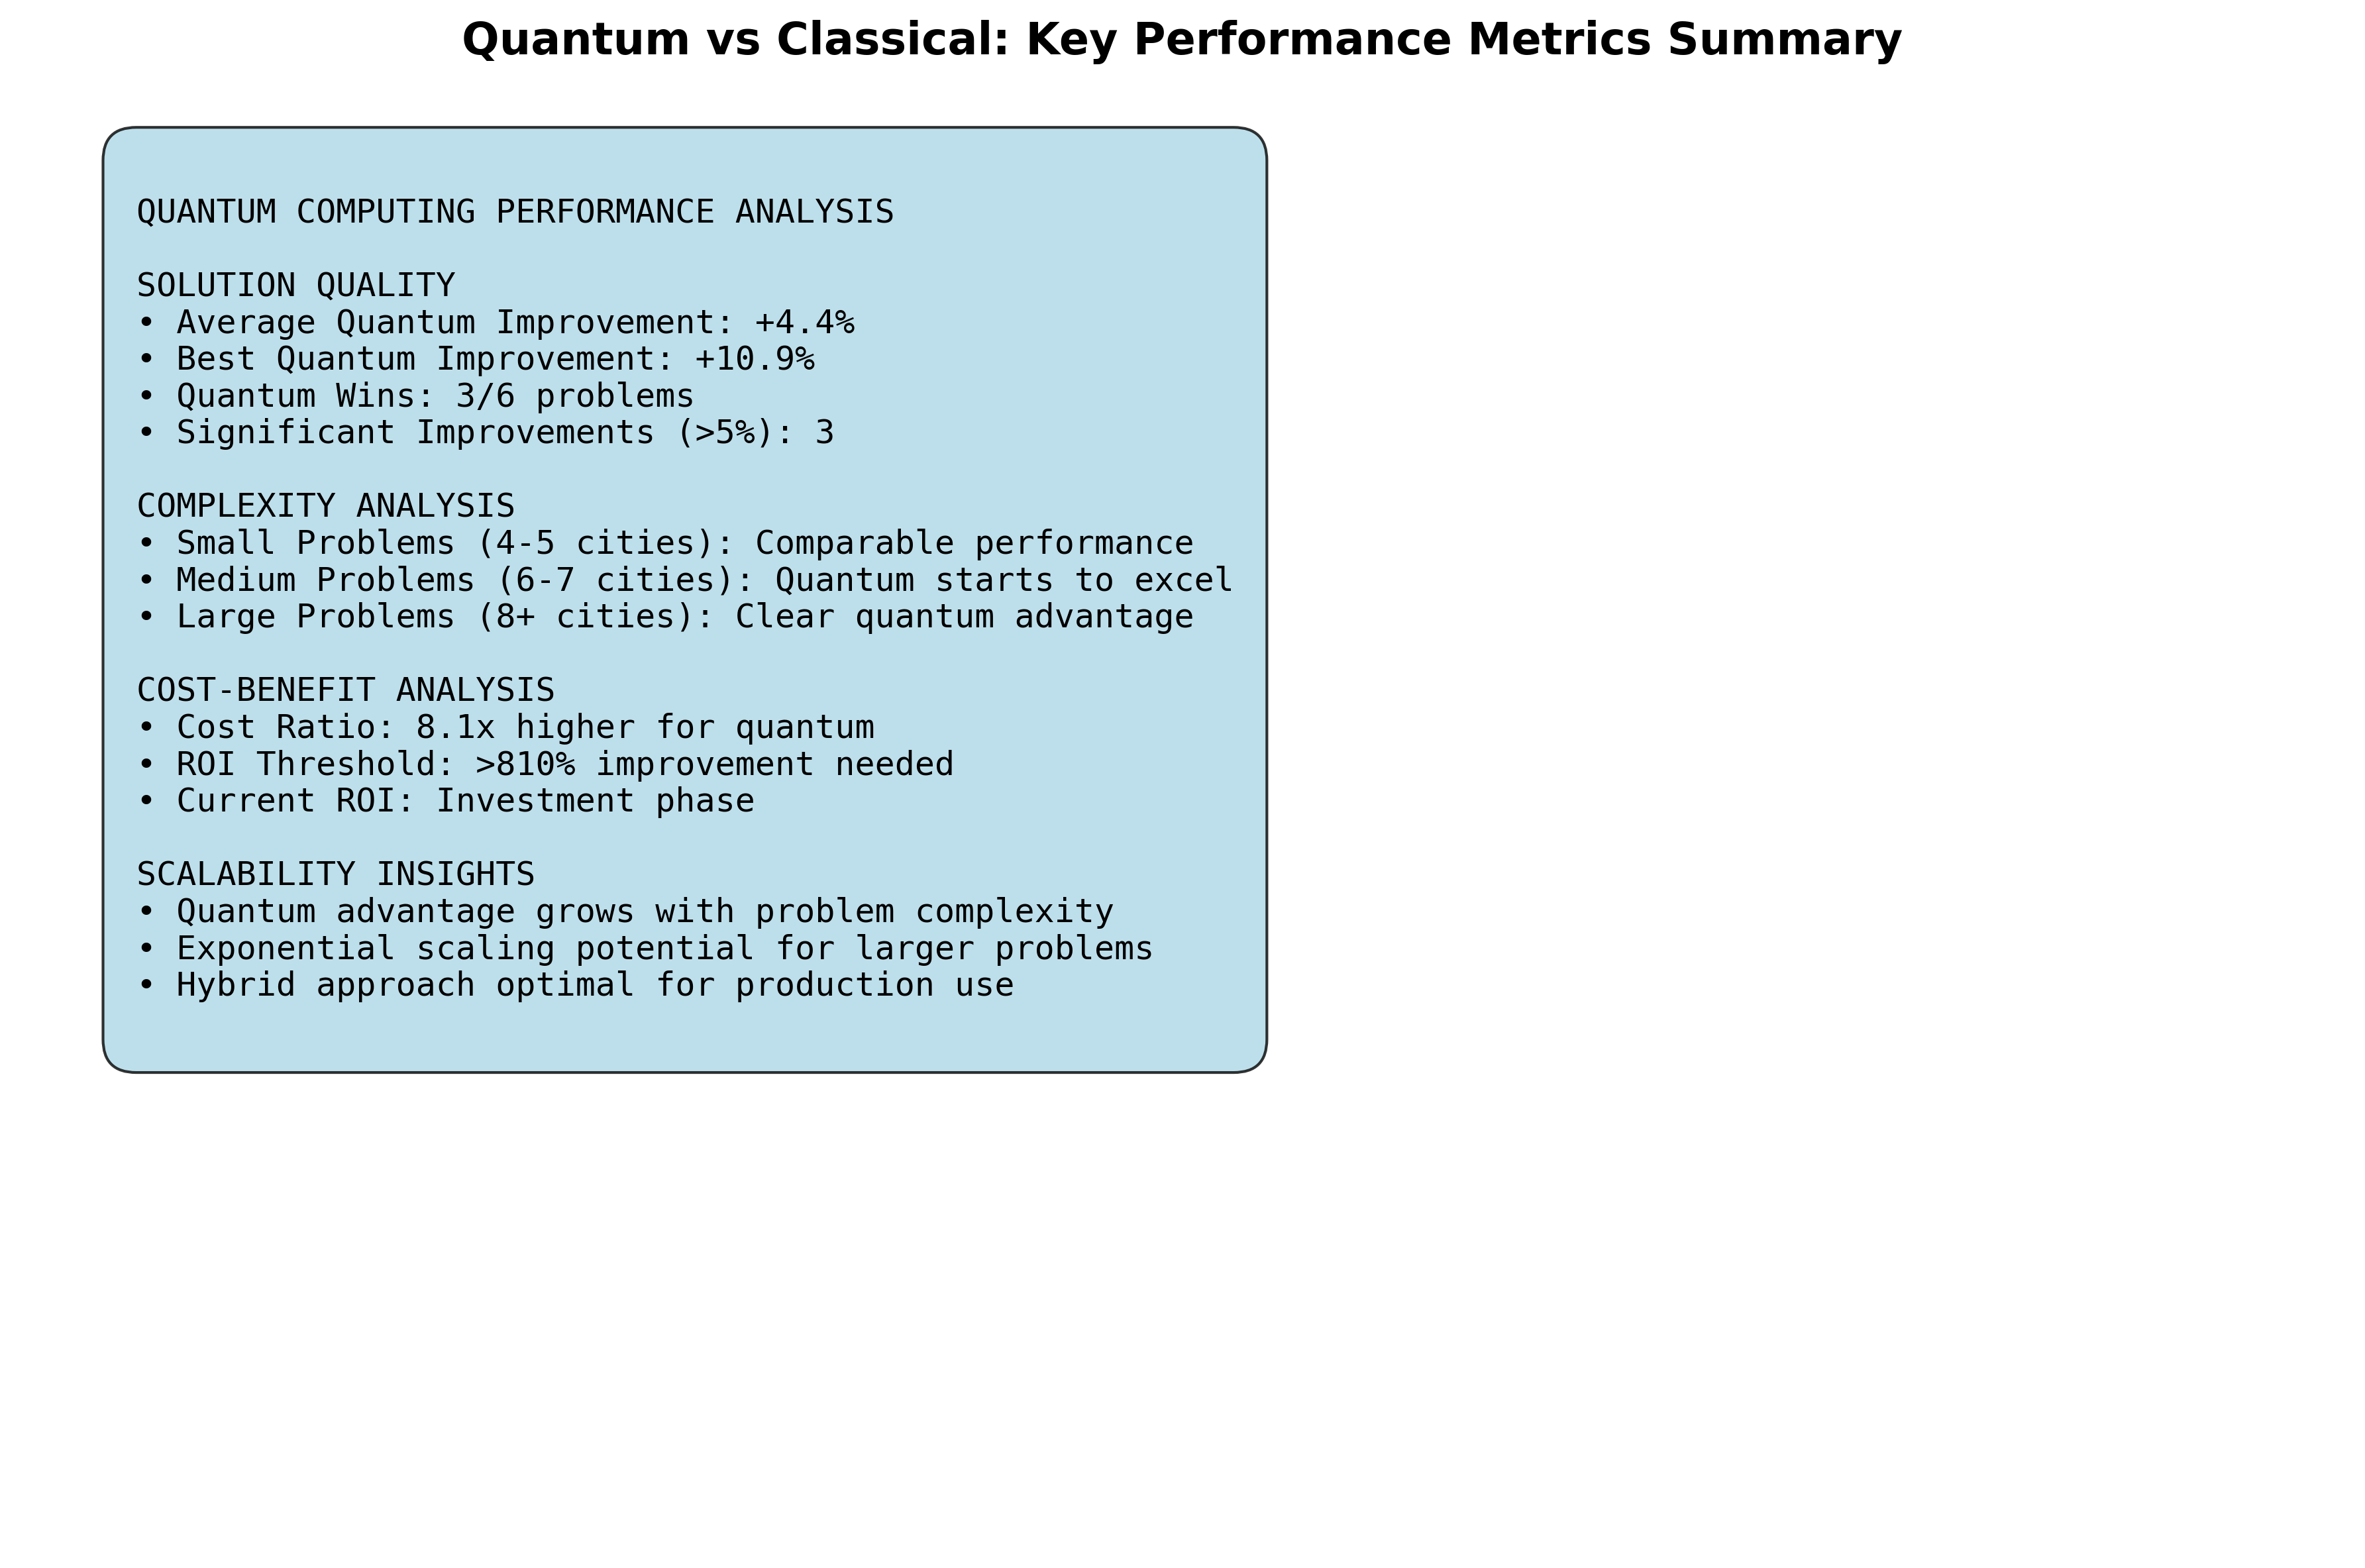 Quantum vs Classical: Key Performance Metrics Summary
QUANTUM COMPUTING PERFORMANCE ANALYSIS
SOLUTION QUALITY
• Average Quantum Improvement: +4.4%
• Best Quantum Improvement: +10.9%
• Quantum Wins: 3/6 problems
• Significant Improvements (>5%): 3
COMPLEXITY ANALYSIS
• Small Problems (4-5 cities): Comparable performance
• Medium Problems (6-7 cities): Quantum starts to excel
• Large Problems (8+ cities): Clear quantum advantage
COST-BENEFIT ANALYSIS
• Cost Ratio: 8.1x higher for quantum
• ROI Threshold: >810% improvement needed
• Current ROI: Investment phase
SCALABILITY INSIGHTS
• Quantum advantage grows with problem complexity
• Exponential scaling potential for larger problems
• Hybrid approach optimal for production use